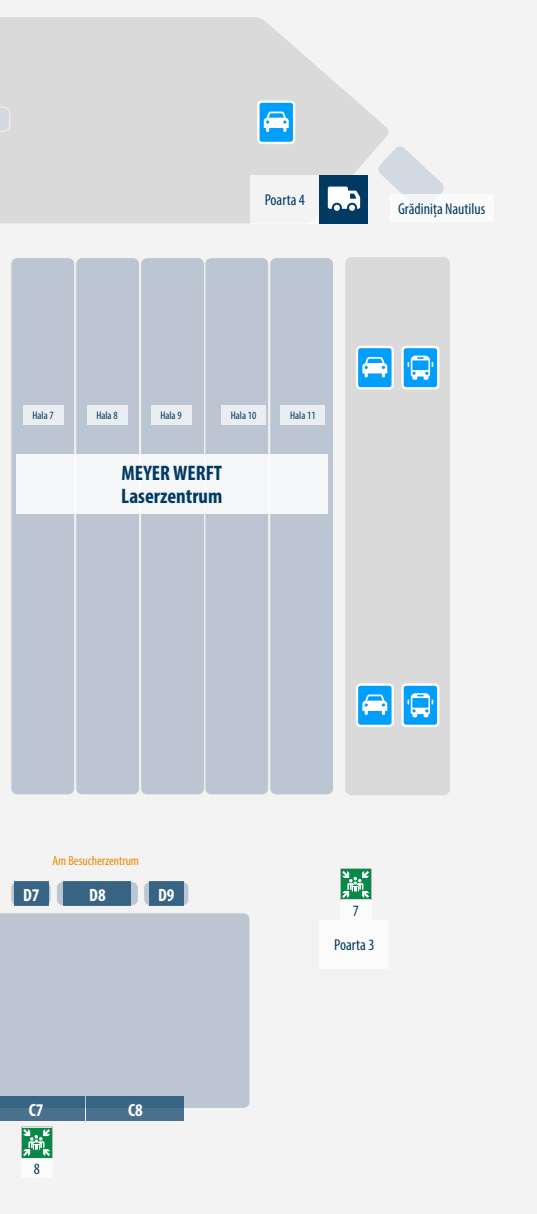 Poarta 4
Grădinița Nautilus
Hala 7
Hala 8
Hala 9
Hala 10
Hala 11
MEYER WERFT
Laserzentrum
Am Besucherzentrum
D7
D8
D9
7
Poarta 3
C7
C8
8